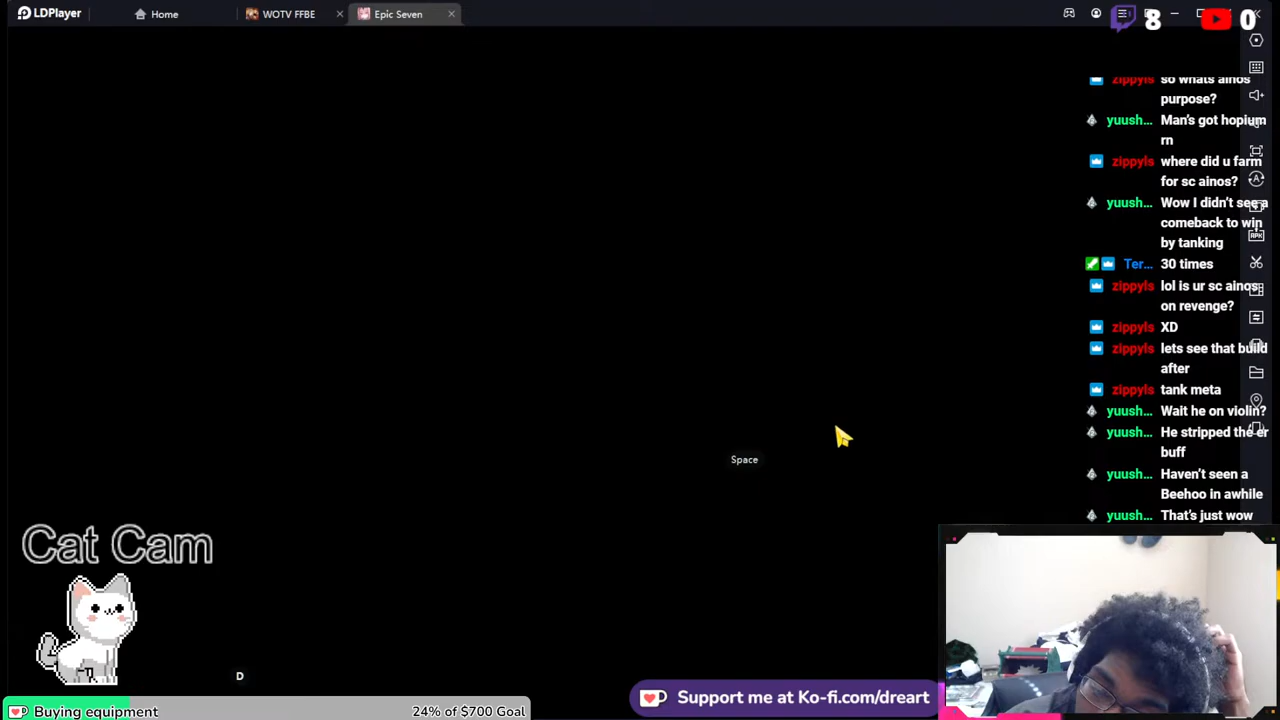 LDPlayer
Home
WOTV FFBE
Epic Seven
8
0
zippyls so whats ainos
purpose?
yuush... Man's got hopium
rn
zippyls where did u farm
for sc ainos?
yuush... Wow I didn't see a
comeback to win
by tanking
Ter... 30 times
zippyls lol is ur sc ainos
on revenge?
zippyls XD
zippyls lets see that build
after
zippyls tank meta
yuush... Wait he on violin?
yuush... He stripped the er
buff
yuush... Haven't seen a
Beehoo in awhile
yuush... That's just wow
Space
Cat Cam
D
Support me at Ko-fi.com/dreart
Buying equipment
24% of $700 Goal